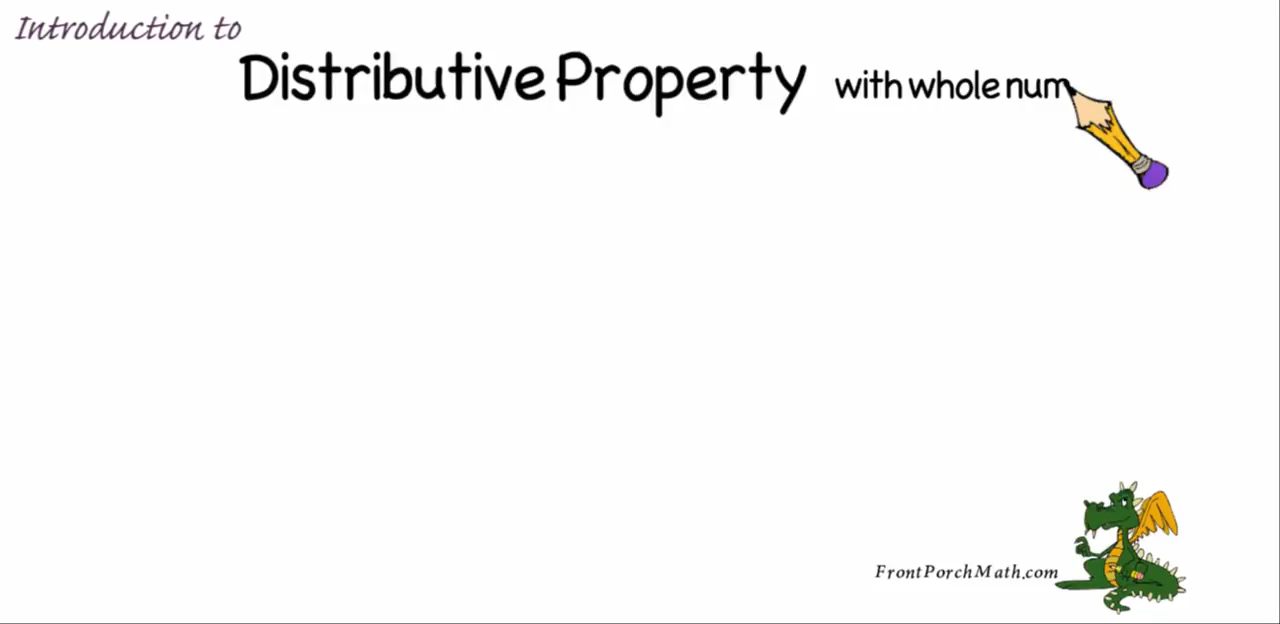 Introduction to
Distributive Property with whole num
FrontPorchMath.com